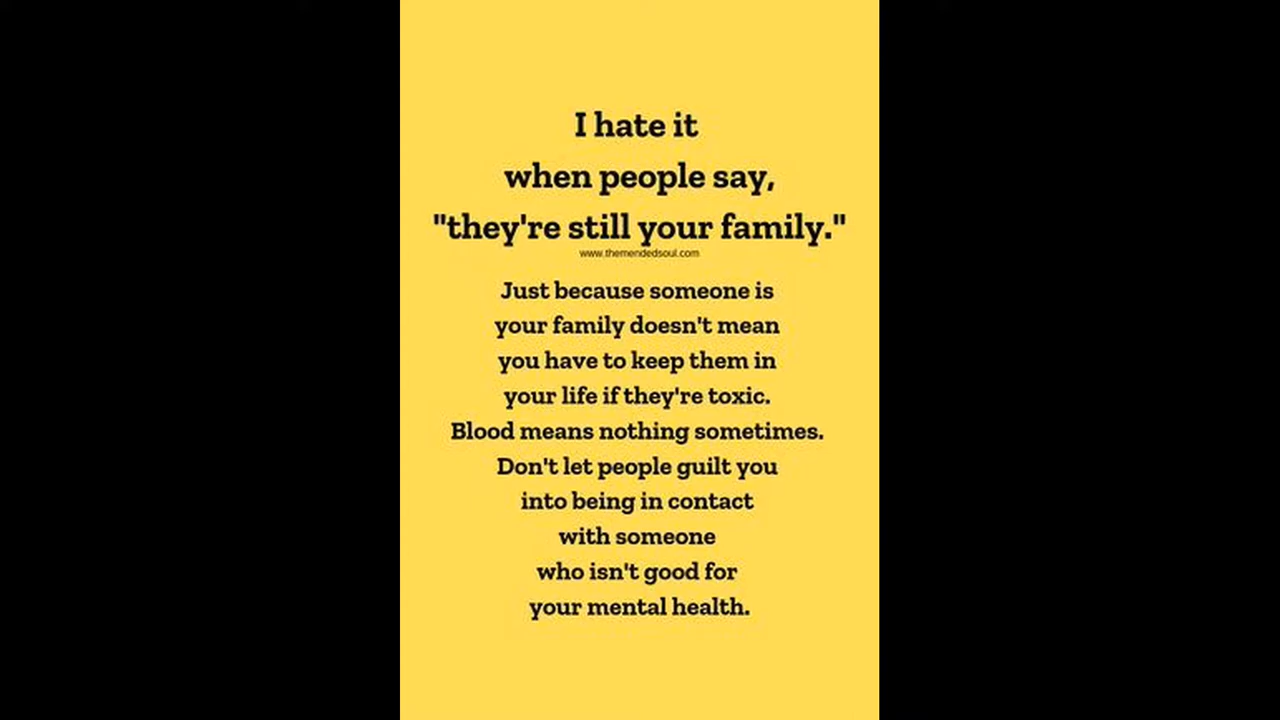 I hate it
when people say,
"they're still your family."
www.themendedsoul.com
Just because someone is
your family doesn't mean
you have to keep them in
your life if they're toxic.
Blood means nothing sometimes.
Don't let people guilt you
into being in contact
with someone
who isn't good for
your mental health.